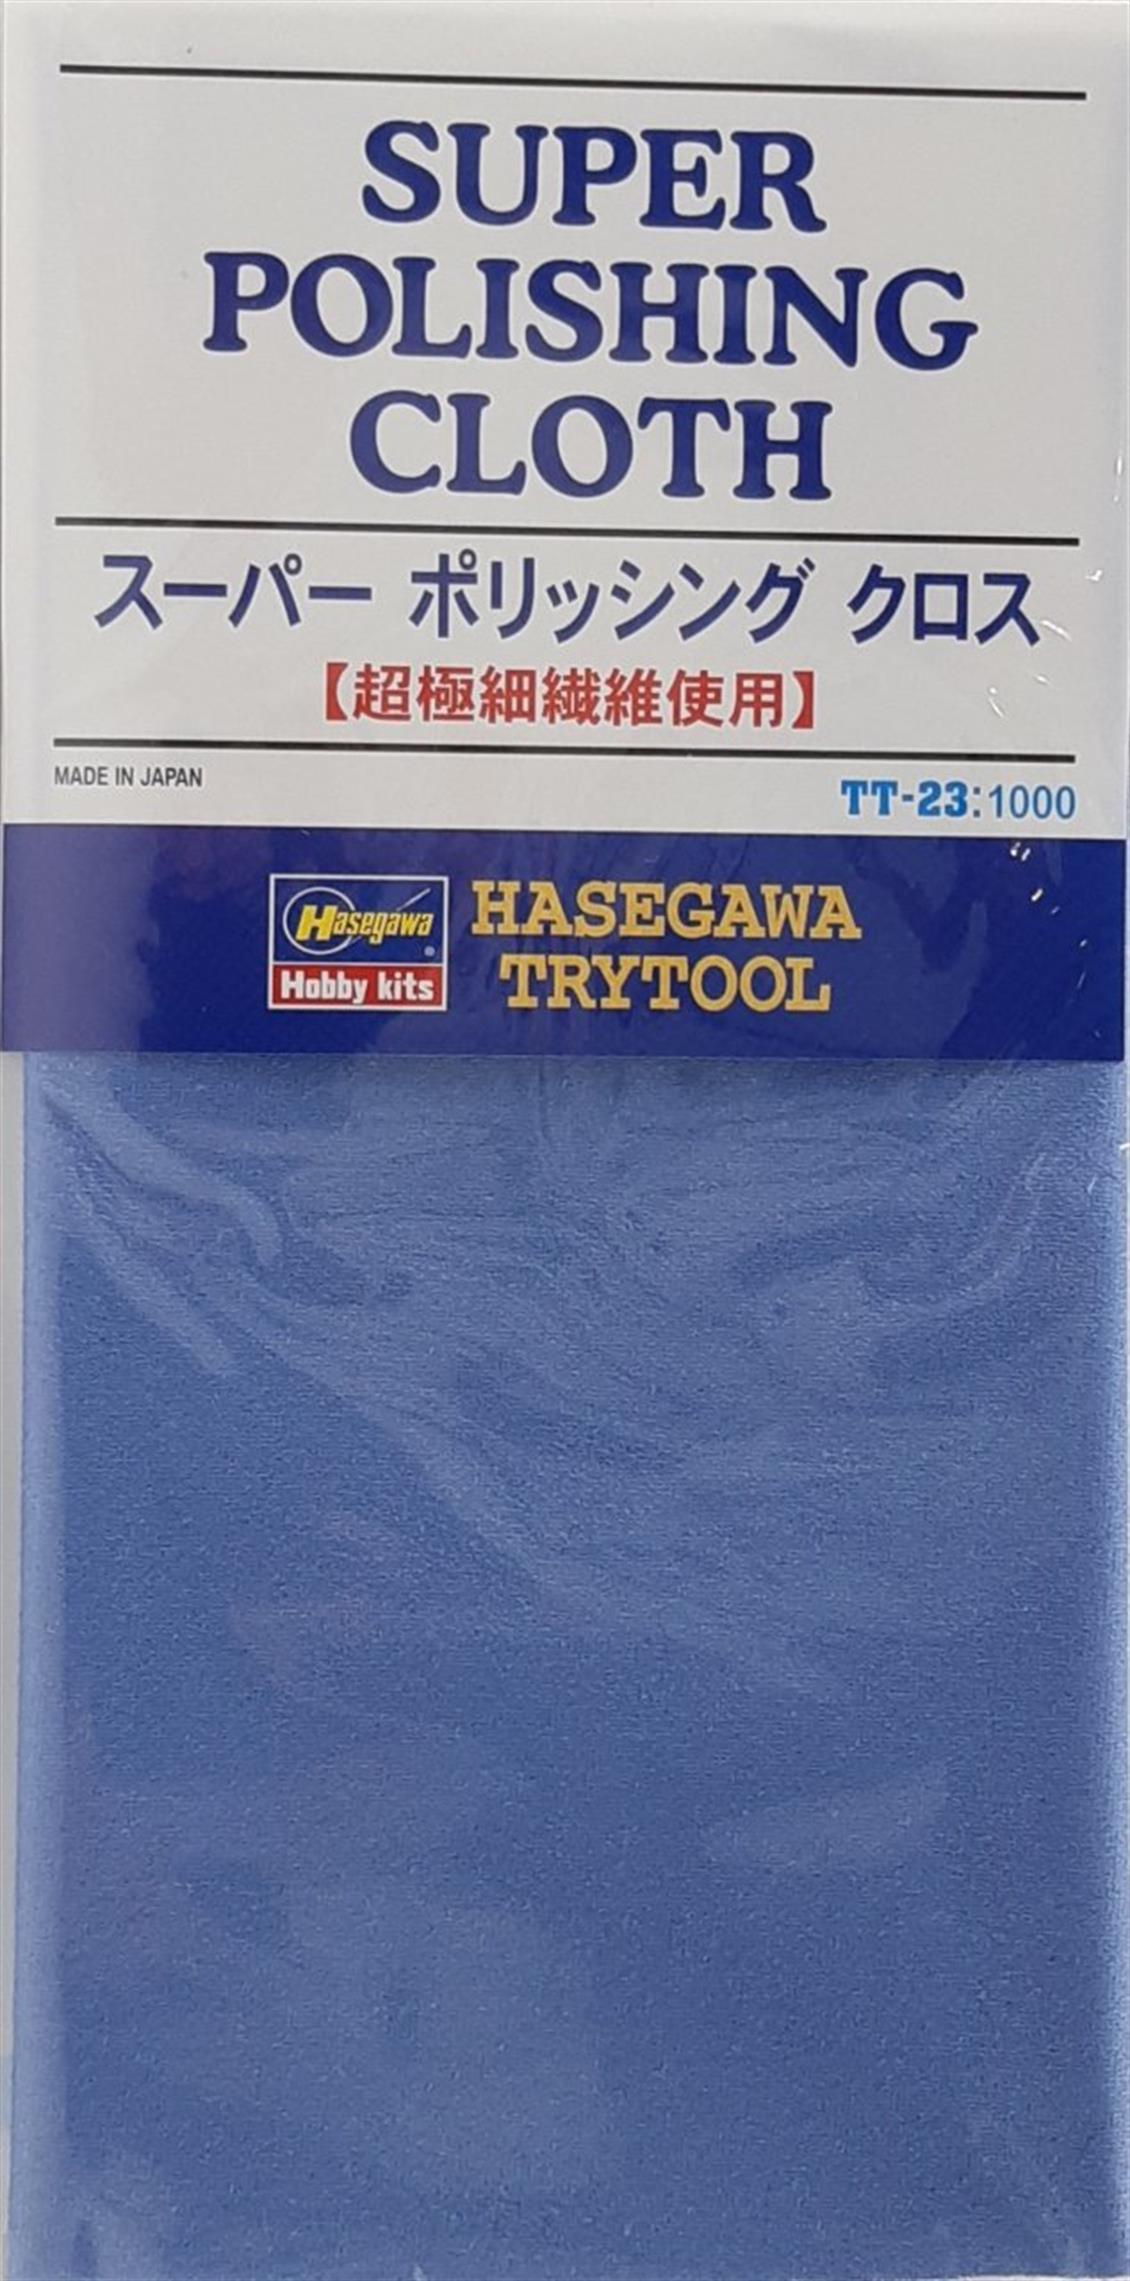 SUPER
POLISHING
CLOTH
スーパー ポリッシング クロス
【超極細繊維使用】
MADE IN JAPAN
TT-23:1000
Hasegawa®
Hobby kits
HASEGAWA
TRYTOOL